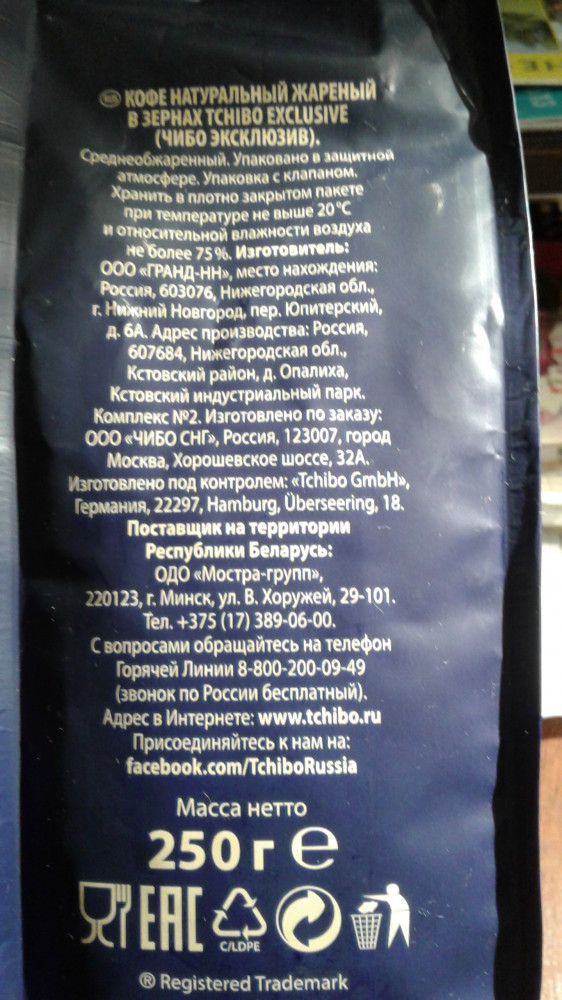 RUS КОФЕ НАТУРАЛЬНЫЙ ЖАРЕНЫЙ
В ЗЕРНАХ TCHIBO EXCLUSIVE
(ЧИБО ЭКСКЛЮЗИВ).
Среднеобжаренный. Упаковано в защитной
атмосфере. Упаковка с клапаном.
Хранить в плотно закрытом пакете
при температуре не выше 20°С
и относительной влажности воздуха
не более 75%. Изготовитель:
ООО «ГРАНД-НН», место нахождения:
Россия, 603076, Нижегородская обл.,
г. Нижний Новгород, пер. Юпитерский,
д. 6А. Адрес производства: Россия,
607684, Нижегородская обл.,
Кстовский район, д. Опалиха,
Кстовский индустриальный парк.
Комплекс №2. Изготовлено по заказу:
ООО «ЧИБО СНГ», Россия, 123007, город
Москва, Хорошевское шоссе, 32А.
Изготовлено под контролем: «Tchibo GmbH»,
Германия, 22297, Hamburg, Überseering, 18.
Поставщик на территории
Республики Беларусь:
ОДО «Мостра-групп»,
220123, г. Минск, ул. В. Хоружей, 29-101.
Тел. +375 (17) 389-06-00.
С вопросами обращайтесь на телефон
Горячей Линии 8-800-200-09-49
(звонок по России бесплатный).
Адрес в Интернете: www.tchibo.ru
Присоединяйтесь к нам на:
facebook.com/TchiboRussia
Масса нетто
250 г ℮
EAC
C/LDPE
® Registered Trademark